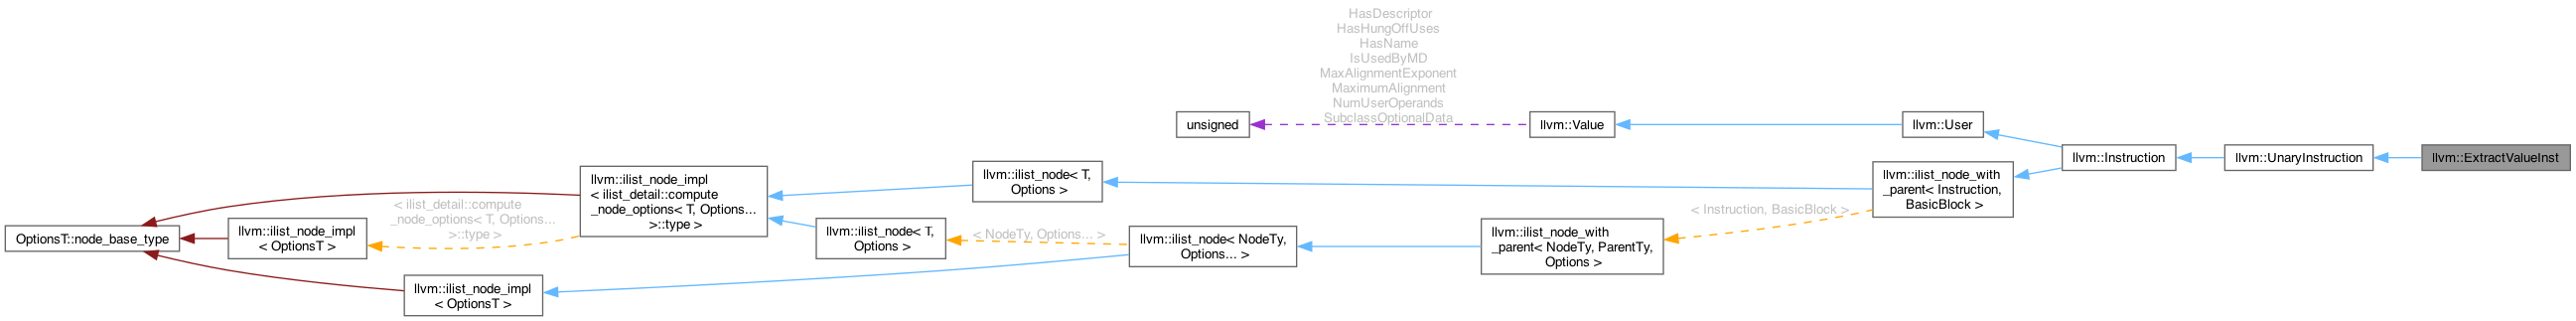 HasDescriptor
HasHungOffUses
HasName
IsUsedByMD
MaxAlignmentExponent
MaximumAlignment
NumUserOperands
SubclassOptionalData
unsigned
llvm::Value
llvm::User
llvm::Instruction
llvm::UnaryInstruction
llvm::ExtractValueInst
llvm::ilist_node_impl
< ilist_detail::compute
_node_options< T, Options...
>::type >
llvm::ilist_node< T,
Options >
llvm::ilist_node_with
_parent< Instruction,
BasicBlock >
< ilist_detail::compute
_node_options< T, Options...
>::type >
< Instruction, BasicBlock >
OptionsT::node_base_type
llvm::ilist_node_impl
< OptionsT >
llvm::ilist_node< T,
Options >
< NodeTy, Options... >
llvm::ilist_node< NodeTy,
Options... >
llvm::ilist_node_with
_parent< NodeTy, ParentTy,
Options >
llvm::ilist_node_impl
< OptionsT >